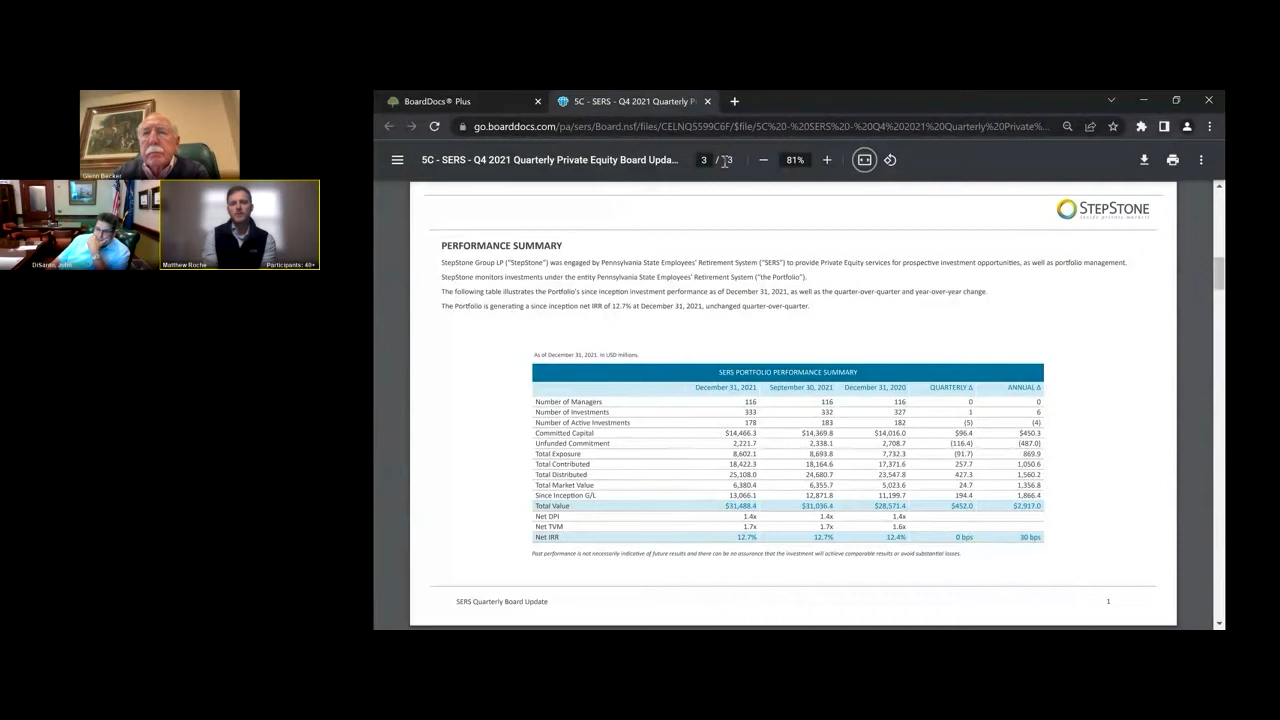 Glenn Becker
DiSanto, John
Matthew Roche
Participants: 40+
BoardDocs® Plus
5C - SERS - Q4 2021 Quarterly P
go.boarddocs.com/pa/sers/Board.nsf/files/CELNQ5599C6F/$file/5C%20-%20SERS%20-%20Q4%202021%20Quarterly%20Private%...
5C - SERS - Q4 2021 Quarterly Private Equity Board Upda...
3 /
81%
STEPSTONE
PERFORMANCE SUMMARY
StepStone Group LP ("StepStone") was engaged by Pennsylvania State Employees' Retirement System ("SERS") to provide Private Equity services for prospective investment opportunities, as well as portfolio management.
StepStone monitors investments under the entity Pennsylvania State Employees' Retirement System ("the Portfolio").
The following table illustrates the Portfolio's since inception investment performance as of December 31, 2021, as well as the quarter-over-quarter and year-over-year change.
The Portfolio is generating a since inception net IRR of 12.7% at December 31, 2021, unchanged quarter-over-quarter.
As of December 31, 2021. In USD millions.
SERS PORTFOLIO PERFORMANCE SUMMARY
December 31, 2021 September 30, 2021 December 31, 2020 QUARTERLY Δ ANNUAL Δ
Number of Managers 116 116 116 0 0
Number of Investments 333 332 327 1 6
Number of Active Investments 178 183 182 (5) (4)
Committed Capital $14,466.3 $14,369.8 $14,016.0 $96.4 $450.3
Unfunded Commitment 2,221.7 2,338.1 2,708.7 (116.4) (487.0)
Total Exposure 8,602.1 8,693.8 7,732.3 (91.7) 869.9
Total Contributed 18,422.3 18,164.6 17,371.6 257.7 1,050.6
Total Distributed 25,108.0 24,680.7 23,547.8 427.3 1,560.2
Total Market Value 6,380.4 6,355.7 5,023.6 24.7 1,356.8
Since Inception G/L 13,066.1 12,871.8 11,199.7 194.4 1,866.4
Total Value $31,488.4 $31,036.4 $28,571.4 $452.0 $2,917.0
Net DPI 1.4x 1.4x 1.4x
Net TVM 1.7x 1.7x 1.6x
Net IRR 12.7% 12.7% 12.4% 0 bps 30 bps
Past performance is not necessarily indicative of future results and there can be no assurance that the investment will achieve comparable results or avoid substantial losses.
SERS Quarterly Board Update
1